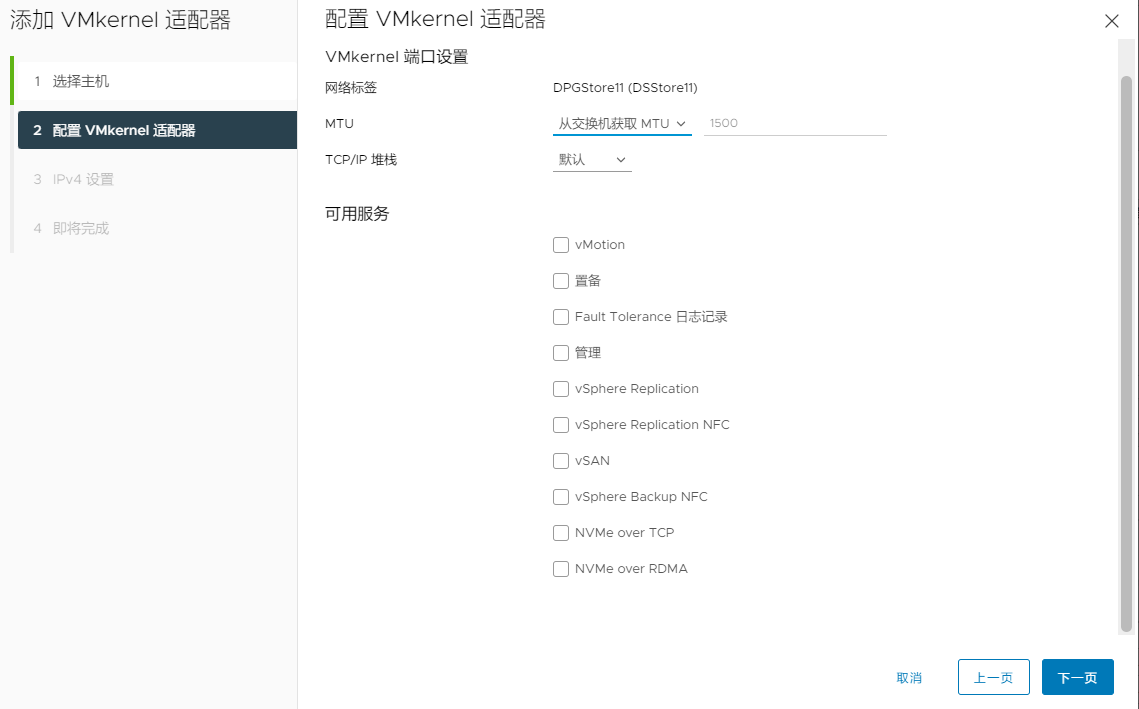 添加 VMkernel 适配器
1 选择主机
2 配置 VMkernel 适配器
3 IPv4 设置
4 即将完成
配置 VMkernel 适配器
VMkernel 端口设置
网络标签 DPGStore11 (DSStore11)
MTU 从交换机获取 MTU 1500
TCP/IP 堆栈 默认
可用服务
vMotion
置备
Fault Tolerance 日志记录
管理
vSphere Replication
vSphere Replication NFC
vSAN
vSphere Backup NFC
NVMe over TCP
NVMe over RDMA
取消 上一页 下一页